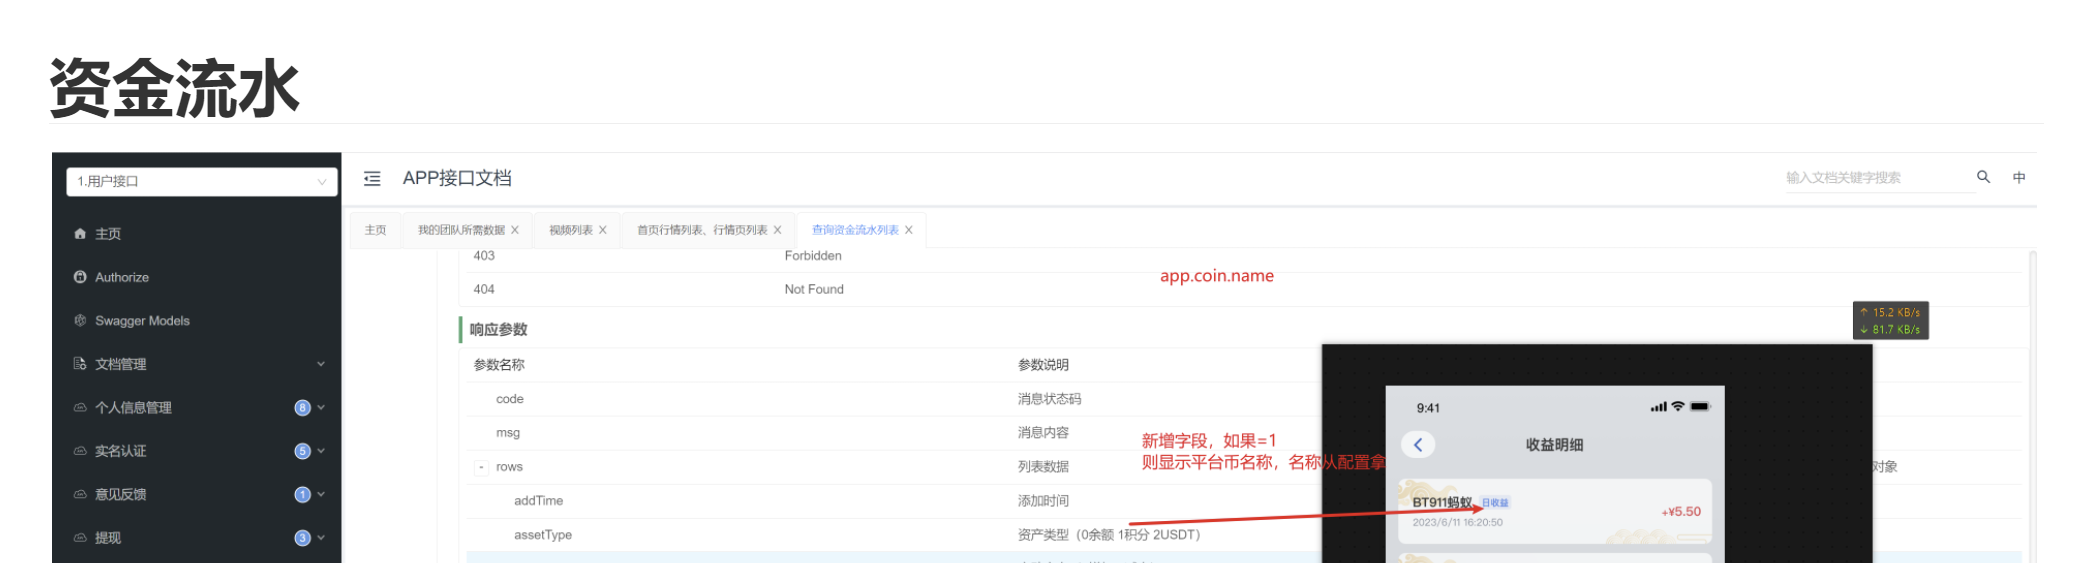 资金流水
1.用户接口
APP接口文档
输入文档关键字搜索
中
主页
主页
我的团队所需数据 X
视频列表 X
首页行情列表、行情页列表 X
查询资金流水列表 X
Authorize
Swagger Models
文档管理
个人信息管理 8
实名认证 5
意见反馈 1
提现 3
403 Forbidden
404 Not Found
app.coin.name
↑ 15.2 KB/s
↓ 81.7 KB/s
响应参数
参数名称 参数说明
code 消息状态码
msg 消息内容
- rows 列表数据
对象
addTime 添加时间
assetType 资产类型（0余额 1积分 2USDT）
新增字段，如果=1
则显示平台币名称，名称从配置拿
9:41
收益明细
BT911蚂蚁 日收益
2023/6/11 16:20:50
+¥5.50